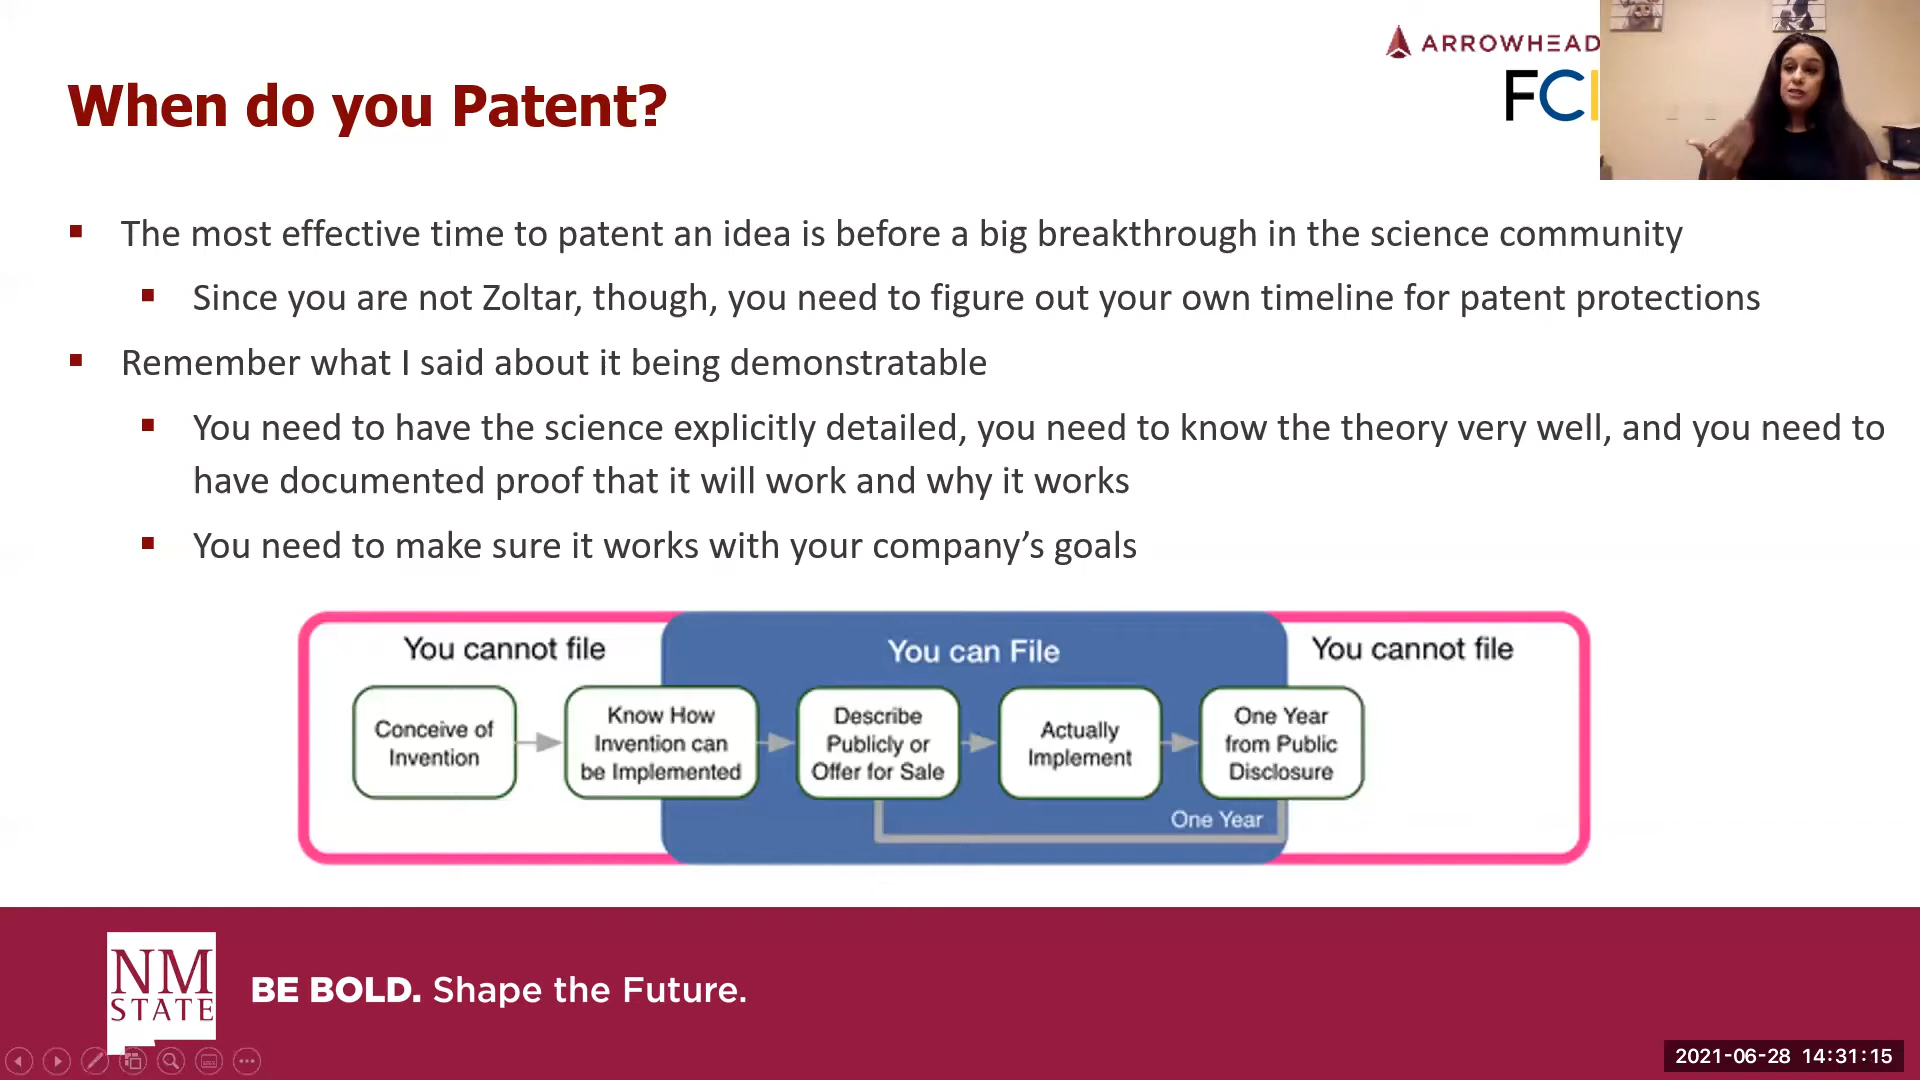 ARROWHEAD
FC
When do you Patent?
The most effective time to patent an idea is before a big breakthrough in the science community
Since you are not Zoltar, though, you need to figure out your own timeline for patent protections
Remember what I said about it being demonstratable
You need to have the science explicitly detailed, you need to know the theory very well, and you need to
have documented proof that it will work and why it works
You need to make sure it works with your company’s goals
You cannot file
You can File
You cannot file
Conceive of
Invention
Know How
Invention can
be Implemented
Describe
Publicly or
Offer for Sale
Actually
Implement
One Year
from Public
Disclosure
One Year
NM
STATE
BE BOLD. Shape the Future.
2021-06-28 14:31:15